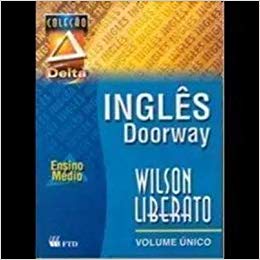 COLEÇÃO
Delta
INGLÊS
Doorway
Ensino
Médio
WILSON
LIBERATO
FTD
VOLUME ÚNICO